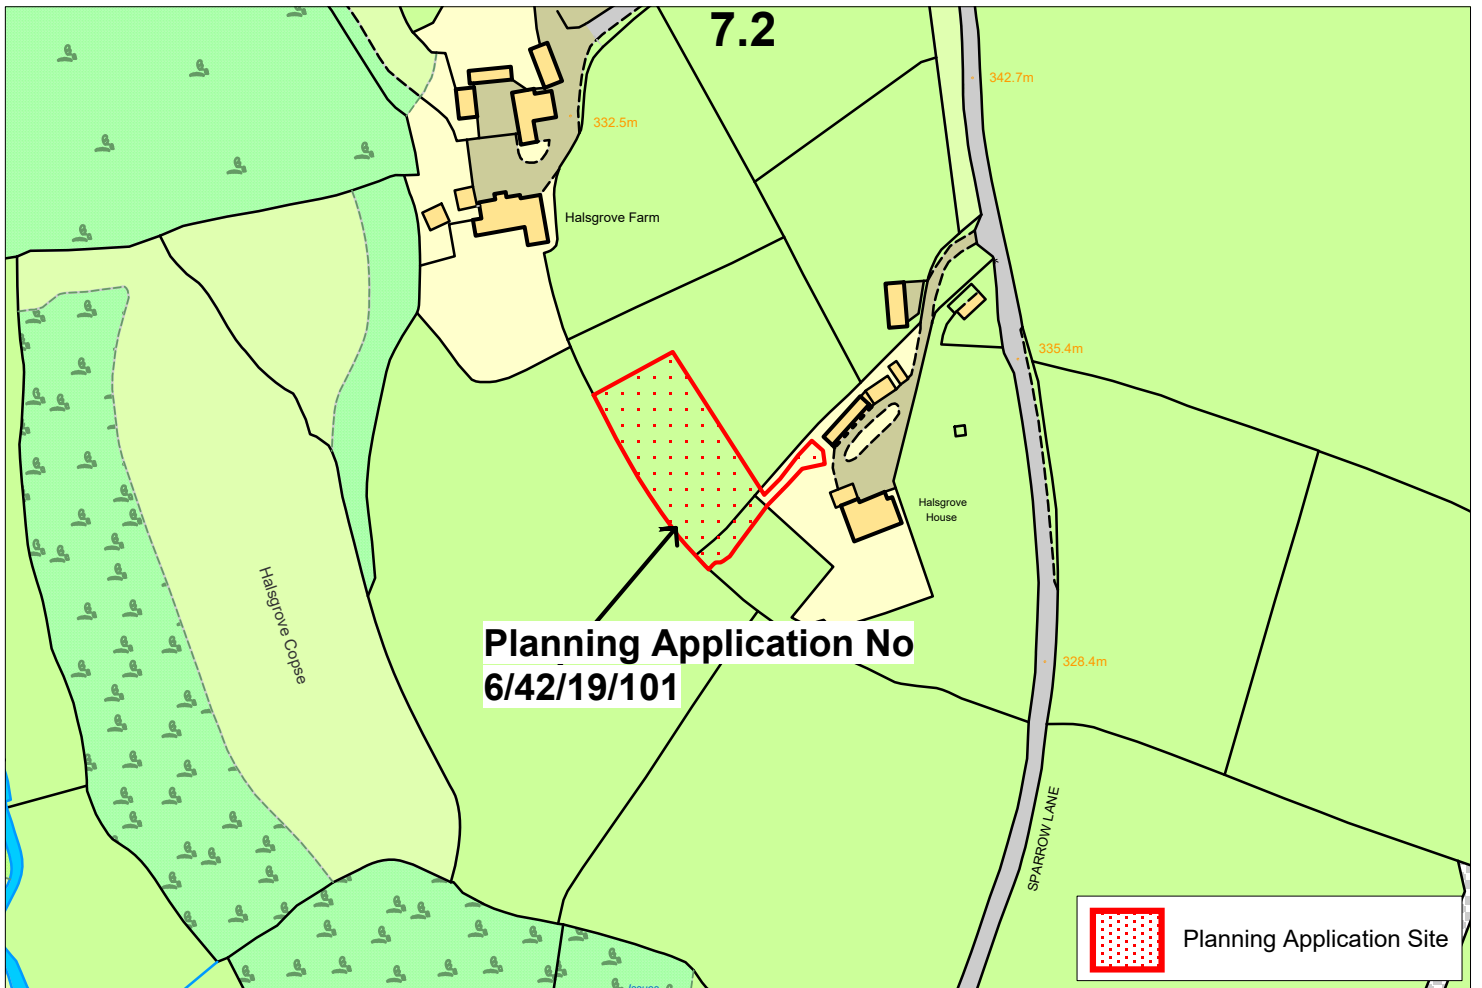 7.2
342.7m
332.5m
Halsgrove Farm
335.4m
Halsgrove
House
Halsgrove Copse
Planning Application No
6/42/19/101
328.4m
SPARROW LANE
Planning Application Site